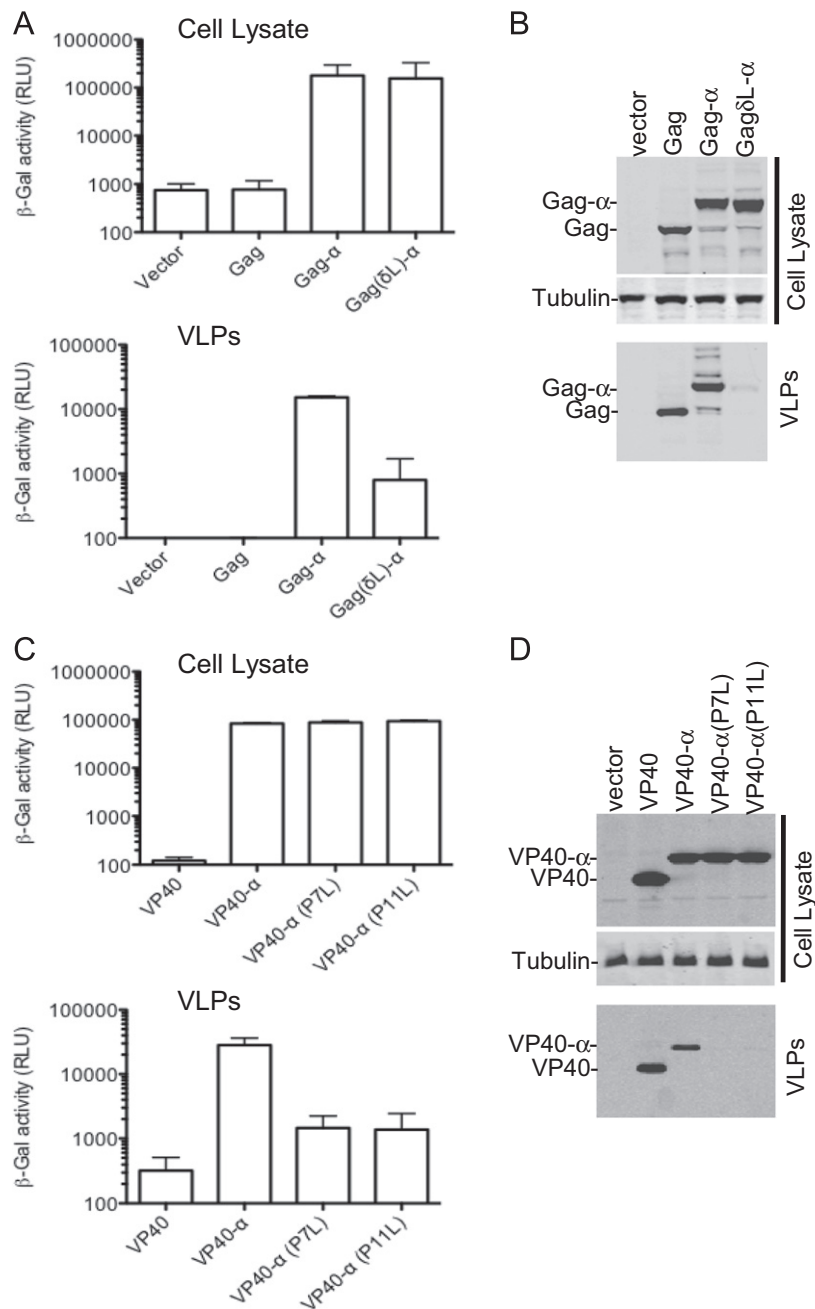 A
Cell Lysate
β-Gal activity (RLU)
1000000
100000
10000
1000
100
Vector
Gag
Gag-α
Gag(δL)-α
VLPs
β-Gal activity (RLU)
100000
10000
1000
100
Vector
Gag
Gag-α
Gag(δL)-α
B
vector
Gag
Gag-α
GagδL-α
Gag-α-
Gag-
Tubulin-
Cell Lysate
Gag-α-
Gag-
VLPs
C
Cell Lysate
β-Gal activity (RLU)
1000000
100000
10000
1000
100
VP40
VP40-α
VP40-α (P7L)
VP40-α (P11L)
VLPs
β-Gal activity (RLU)
100000
10000
1000
100
VP40
VP40-α
VP40-α (P7L)
VP40-α (P11L)
D
vector
VP40
VP40-α
VP40-α(P7L)
VP40-α(P11L)
VP40-α-
VP40-
Tubulin-
Cell Lysate
VP40-α-
VP40-
VLPs